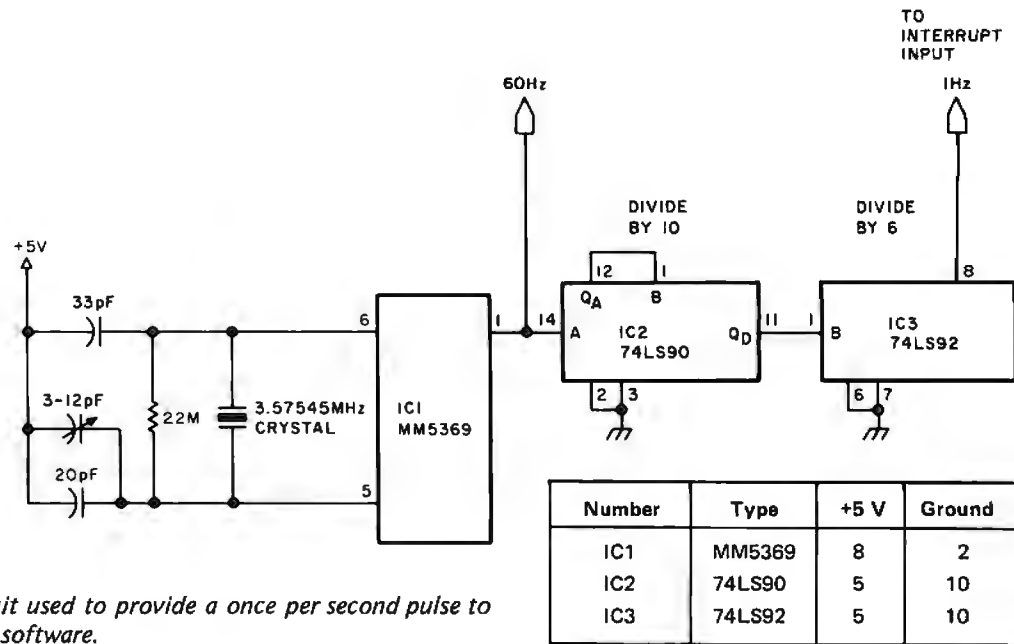 TO
INTERRUPT
INPUT
60Hz
1Hz
DIVIDE
BY 10
DIVIDE
BY 6
+5V
33pF
12
1
8
6
1
14
QA
B
A
IC2
74LS90
QD
11
1
B
IC3
74LS92
3-12pF
22M
3.57545MHz
CRYSTAL
IC1
MM5369
2
3
6
7
20pF
5
Number Type +5 V Ground
IC1 MM5369 8 2
IC2 74LS90 5 10
IC3 74LS92 5 10
it used to provide a once per second pulse to
software.